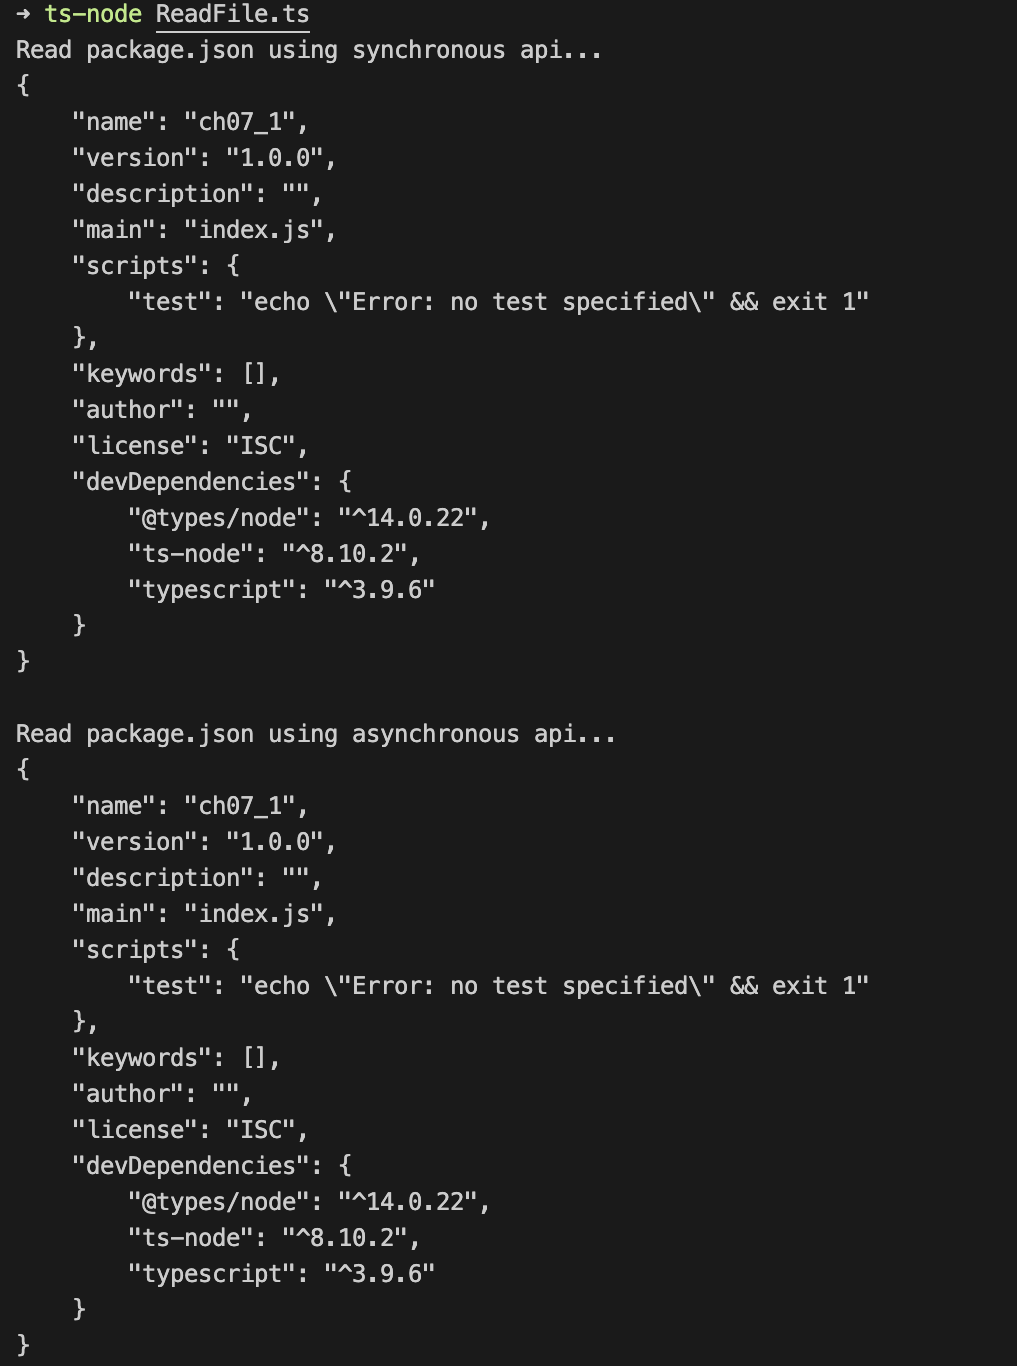 ➜ ts-node ReadFile.ts
Read package.json using synchronous api...
{
    "name": "ch07_1",
    "version": "1.0.0",
    "description": "",
    "main": "index.js",
    "scripts": {
        "test": "echo \"Error: no test specified\" && exit 1"
    },
    "keywords": [],
    "author": "",
    "license": "ISC",
    "devDependencies": {
        "@types/node": "^14.0.22",
        "ts-node": "^8.10.2",
        "typescript": "^3.9.6"
    }
}

Read package.json using asynchronous api...
{
    "name": "ch07_1",
    "version": "1.0.0",
    "description": "",
    "main": "index.js",
    "scripts": {
        "test": "echo \"Error: no test specified\" && exit 1"
    },
    "keywords": [],
    "author": "",
    "license": "ISC",
    "devDependencies": {
        "@types/node": "^14.0.22",
        "ts-node": "^8.10.2",
        "typescript": "^3.9.6"
    }
}